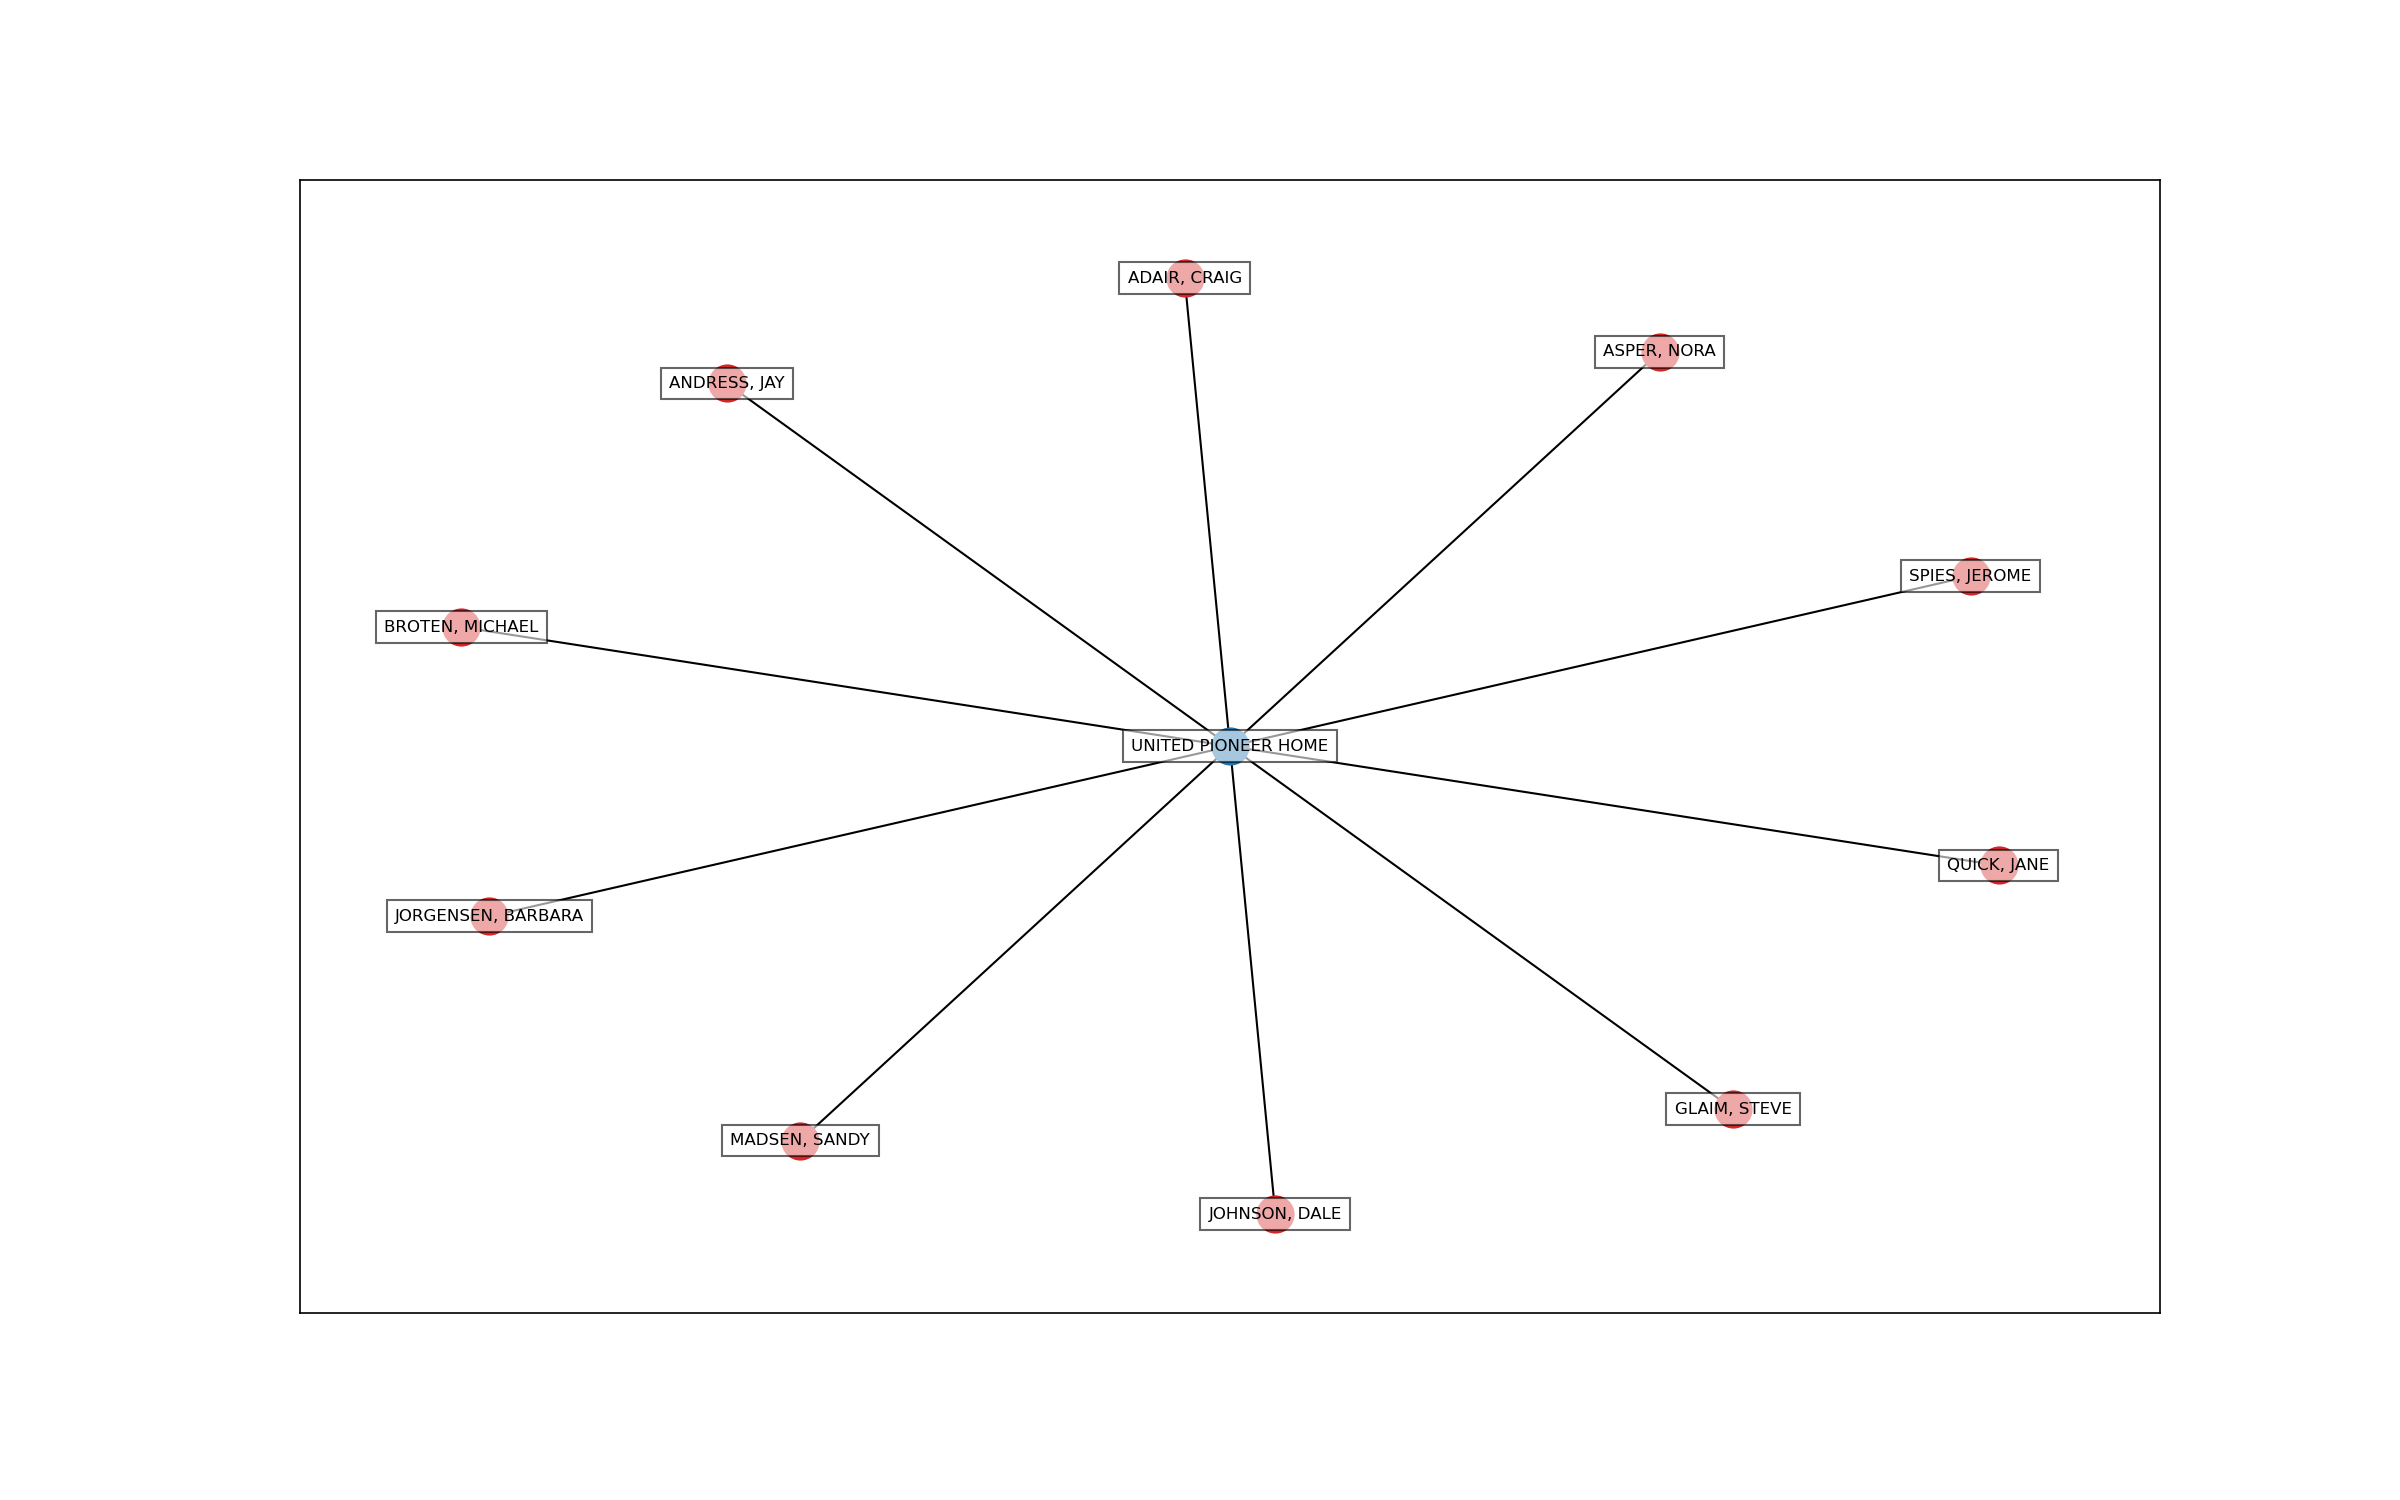 ADAIR, CRAIG
ASPER, NORA
ANDRESS, JAY
SPIES, JEROME
BROTEN, MICHAEL
UNITED PIONEER HOME
QUICK, JANE
JORGENSEN, BARBARA
GLAIM, STEVE
MADSEN, SANDY
JOHNSON, DALE